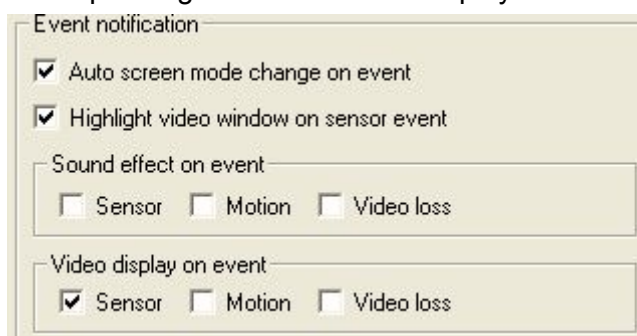 Event notification
Auto screen mode change on event
Highlight video window on sensor event
Sound effect on event
Sensor Motion Video loss
Video display on event
Sensor Motion Video loss